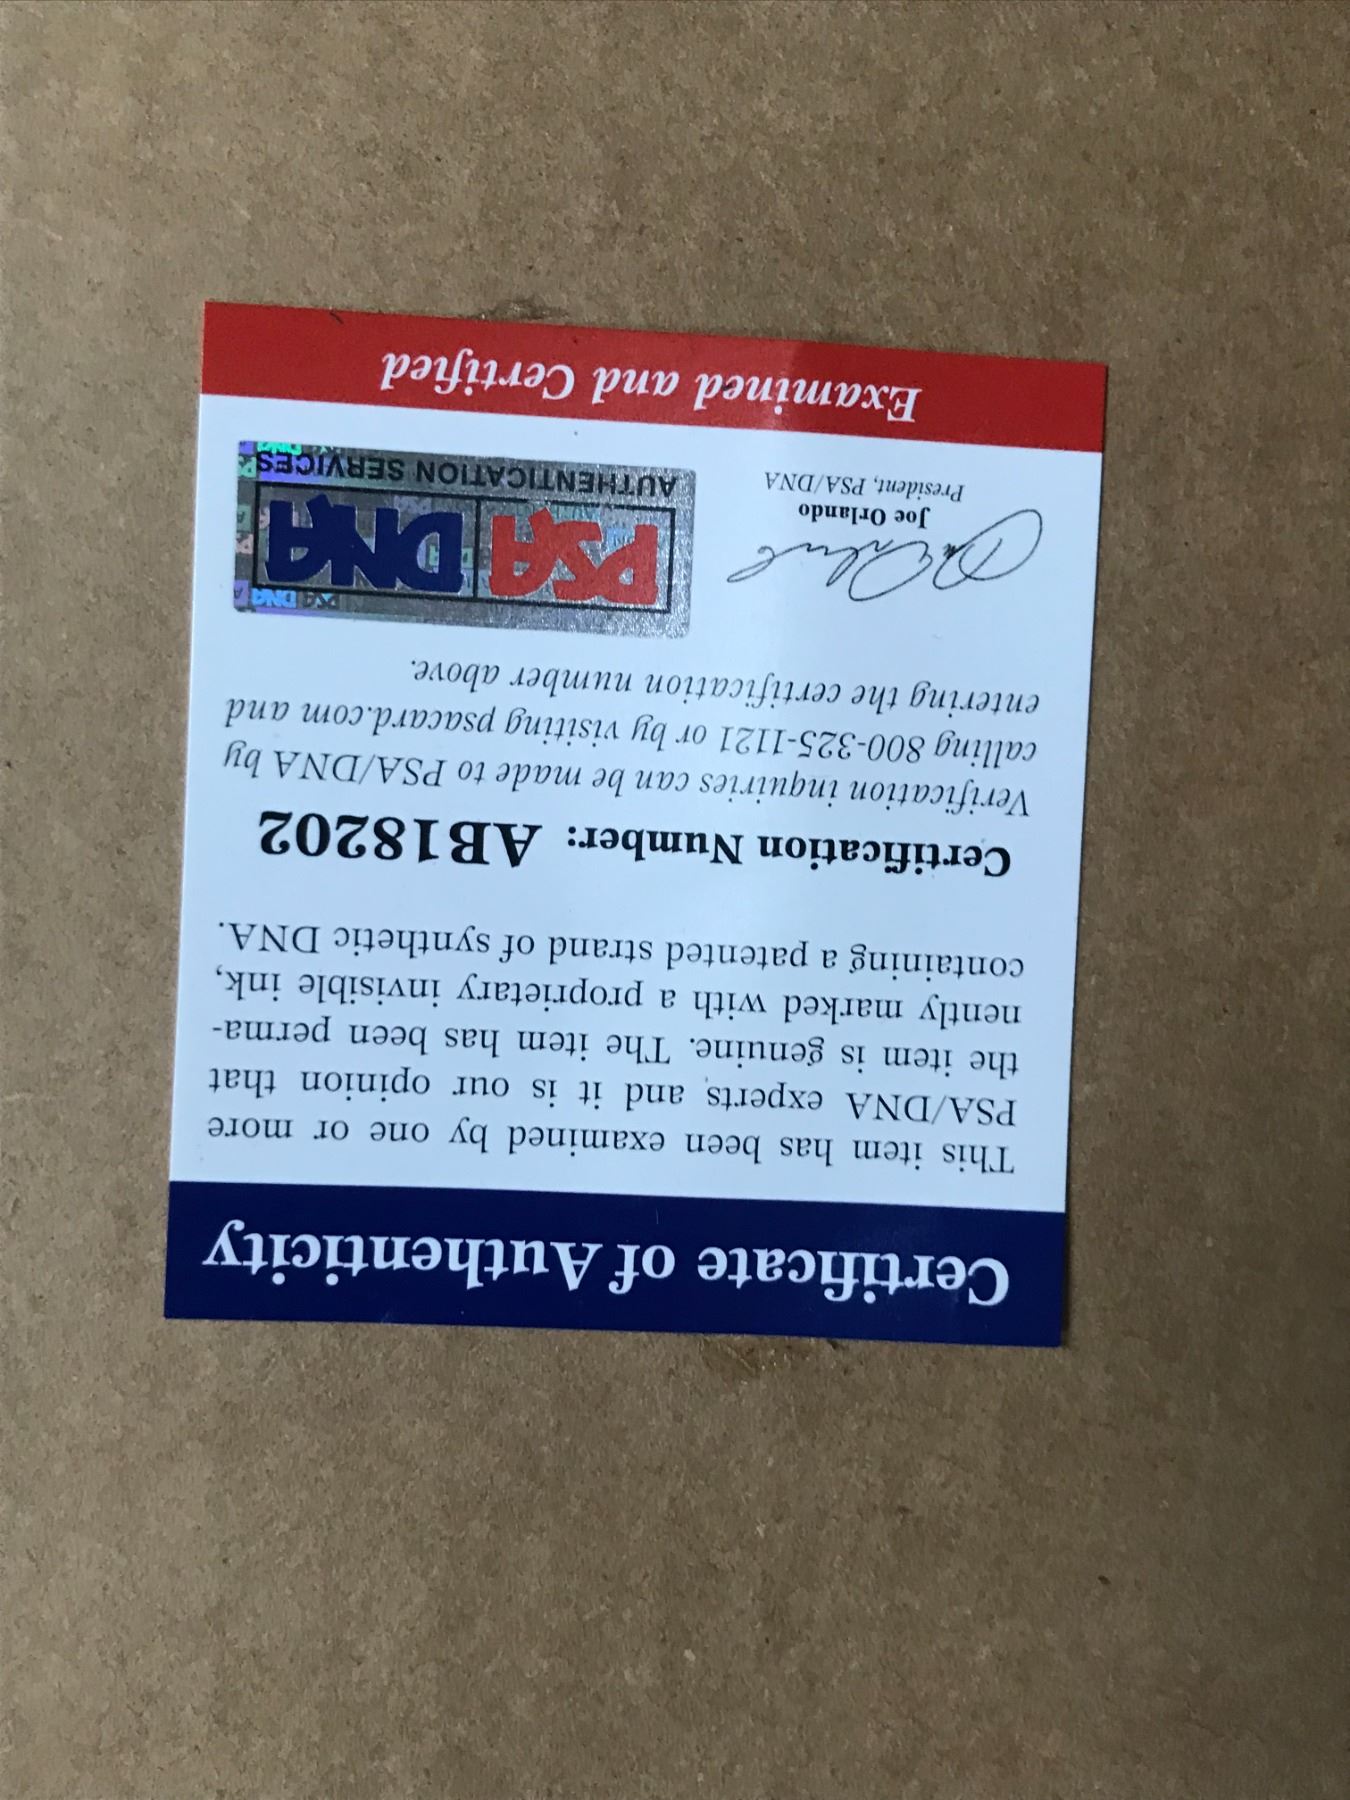 Certificate of Authenticity
This item has been examined by one or more
PSA/DNA experts and it is our opinion that
the item is genuine. The item has been perma-
nently marked with a proprietary invisible ink,
containing a patented strand of synthetic DNA.
Certification Number: AB18202
Verification inquiries can be made to PSA/DNA by
calling 800-325-1121 or by visiting psacard.com and
entering the certification number above.
Joe Orlando
President, PSA/DNA
PSA DNA
AUTHENTICATION SERVICES
Examined and Certified